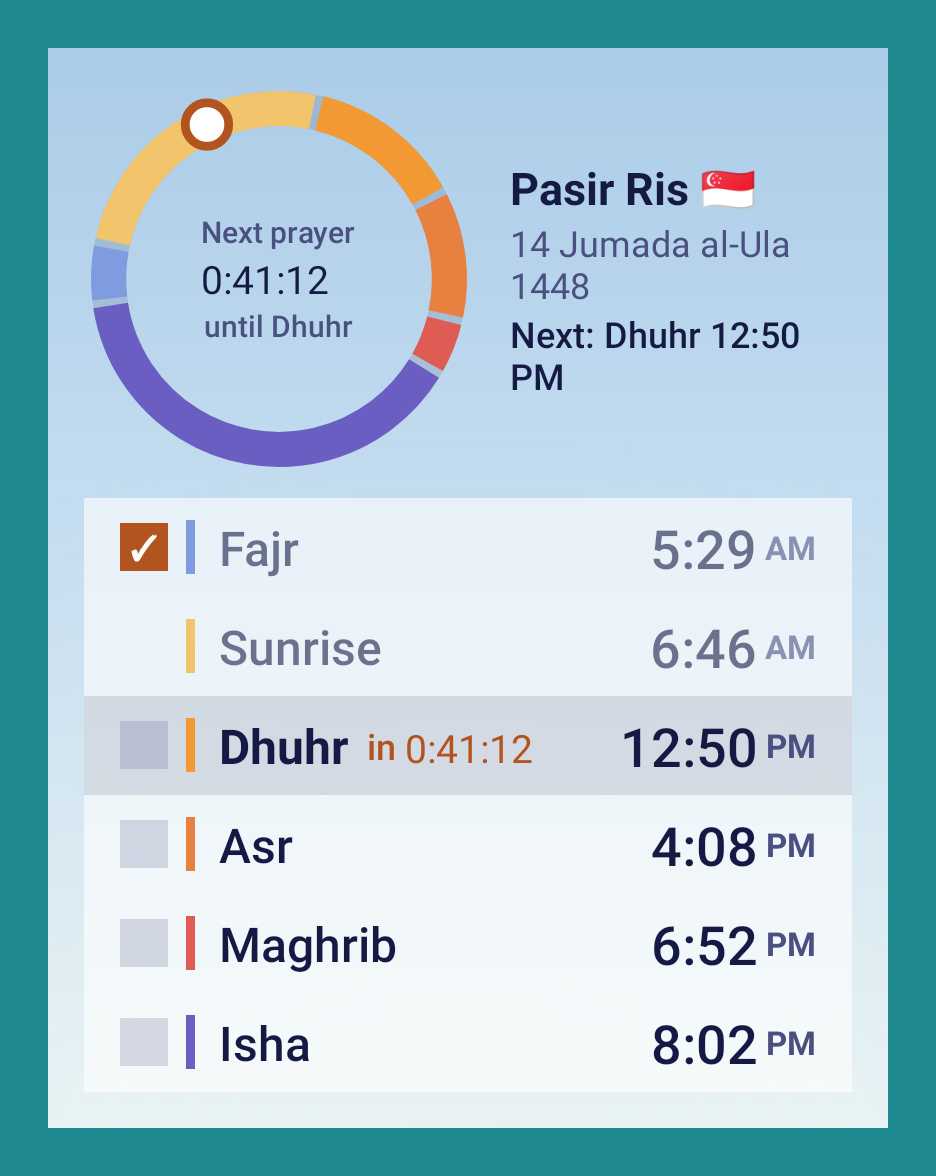 Next prayer
0:41:12
until Dhuhr
Pasir Ris 🇸🇬
14 Jumada al-Ula
1448
Next: Dhuhr 12:50
PM
✓ Fajr 5:29 AM
Sunrise 6:46 AM
Dhuhr in 0:41:12 12:50 PM
Asr 4:08 PM
Maghrib 6:52 PM
Isha 8:02 PM